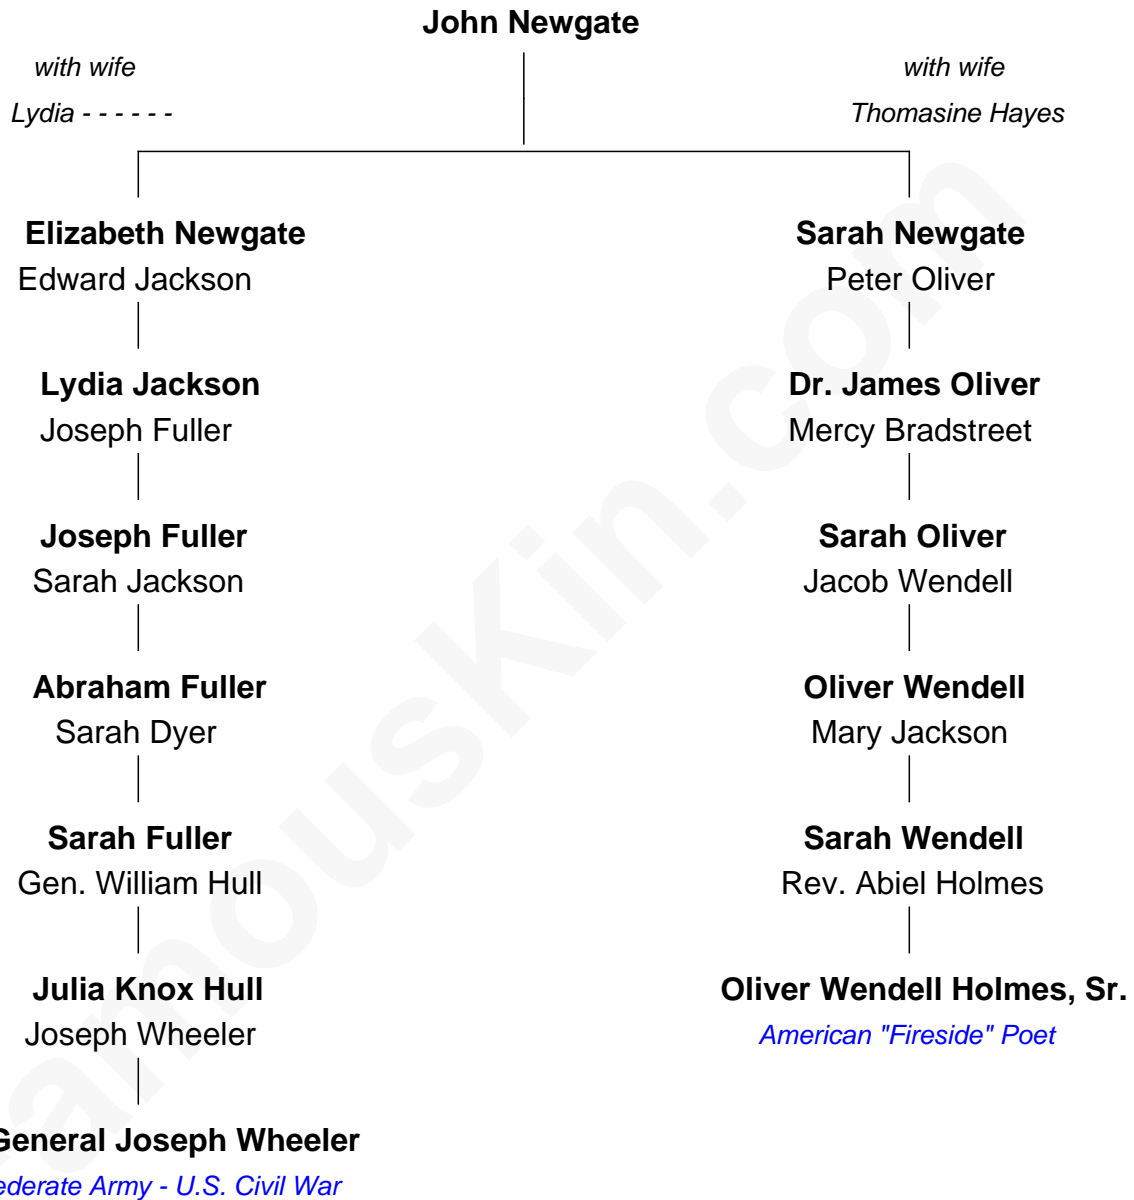 John Newgate
with wife
Lydia - - - - - -
with wife
Thomasine Hayes
Elizabeth Newgate
Edward Jackson
Sarah Newgate
Peter Oliver
Lydia Jackson
Joseph Fuller
Dr. James Oliver
Mercy Bradstreet
Joseph Fuller
Sarah Jackson
Sarah Oliver
Jacob Wendell
Abraham Fuller
Sarah Dyer
Oliver Wendell
Mary Jackson
Sarah Fuller
Gen. William Hull
Sarah Wendell
Rev. Abiel Holmes
Julia Knox Hull
Joseph Wheeler
Oliver Wendell Holmes, Sr.
American "Fireside" Poet
General Joseph Wheeler
ederate Army - U.S. Civil War
amouskin.com